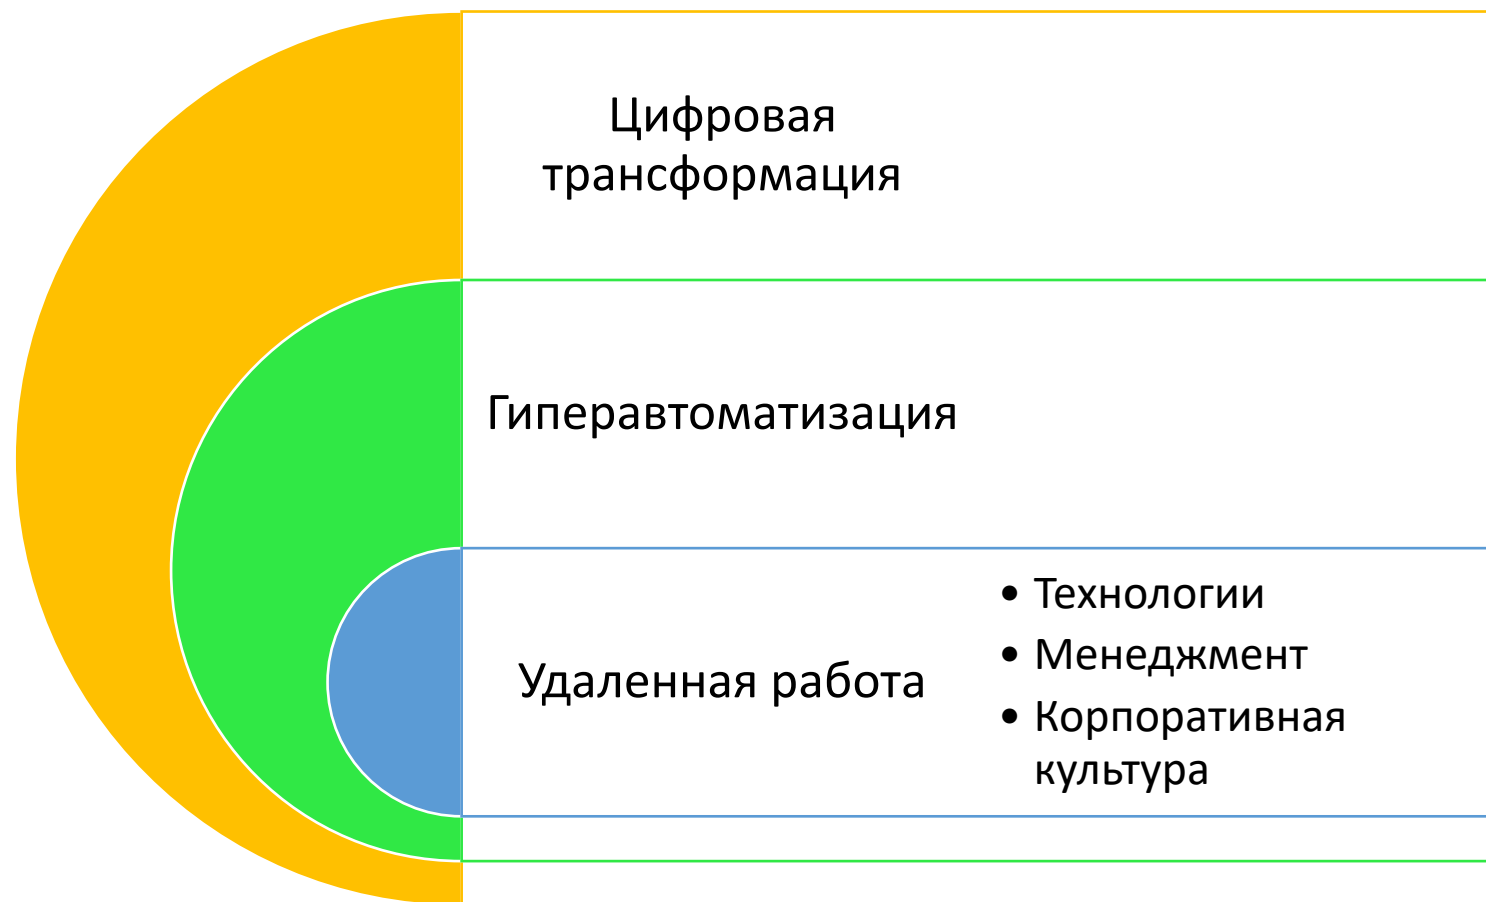 Цифровая
трансформация
Гиперавтоматизация
Удаленная работа
• Технологии
• Менеджмент
• Корпоративная
культура